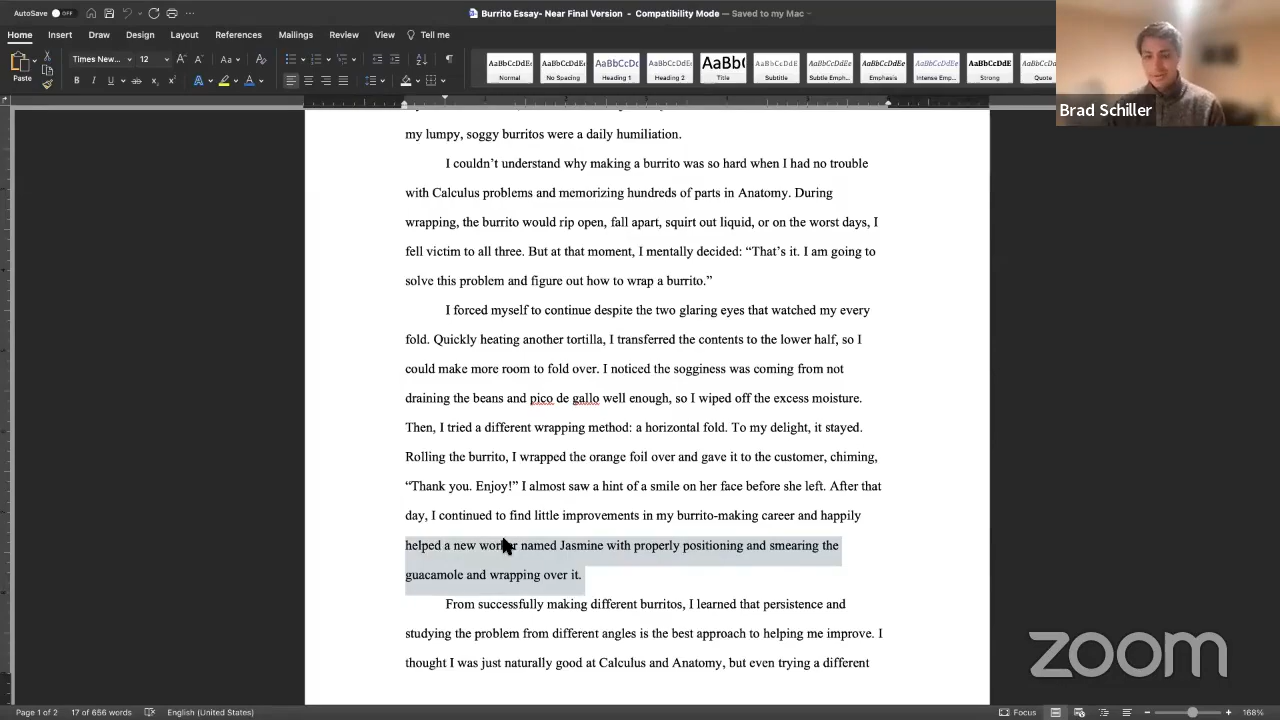 AutoSave OFF
Burrito Essay- Near Final Version - Compatibility Mode — Saved to my Mac
Home Insert Draw Design Layout References Mailings Review View Tell me
Paste
Times New... 12
AaBbCcDdEe AaBbCcDdEe AaBbCcDc AaBbCcDdEe AaBb( AaBbCcDdEe AaBbCcDdEe AaBbCcDdEe AaBbCcDdEe AaBbCcDdE AaBbCcDdEe
Normal No Spacing Heading 1 Heading 2 Title Subtitle Subtle Emph... Emphasis Intense Emp... Strong Quote
Brad Schiller
my lumpy, soggy burritos were a daily humiliation.
I couldn’t understand why making a burrito was so hard when I had no trouble
with Calculus problems and memorizing hundreds of parts in Anatomy. During
wrapping, the burrito would rip open, fall apart, squirt out liquid, or on the worst days, I
fell victim to all three. But at that moment, I mentally decided: “That’s it. I am going to
solve this problem and figure out how to wrap a burrito.”
I forced myself to continue despite the two glaring eyes that watched my every
fold. Quickly heating another tortilla, I transferred the contents to the lower half, so I
could make more room to fold over. I noticed the sogginess was coming from not
draining the beans and pico de gallo well enough, so I wiped off the excess moisture.
Then, I tried a different wrapping method: a horizontal fold. To my delight, it stayed.
Rolling the burrito, I wrapped the orange foil over and gave it to the customer, chiming,
“Thank you. Enjoy!” I almost saw a hint of a smile on her face before she left. After that
day, I continued to find little improvements in my burrito-making career and happily
helped a new worker named Jasmine with properly positioning and smearing the
guacamole and wrapping over it.
From successfully making different burritos, I learned that persistence and
studying the problem from different angles is the best approach to helping me improve. I
thought I was just naturally good at Calculus and Anatomy, but even trying a different
zoom
Page 1 of 2 17 of 656 words English (United States) Focus 168%